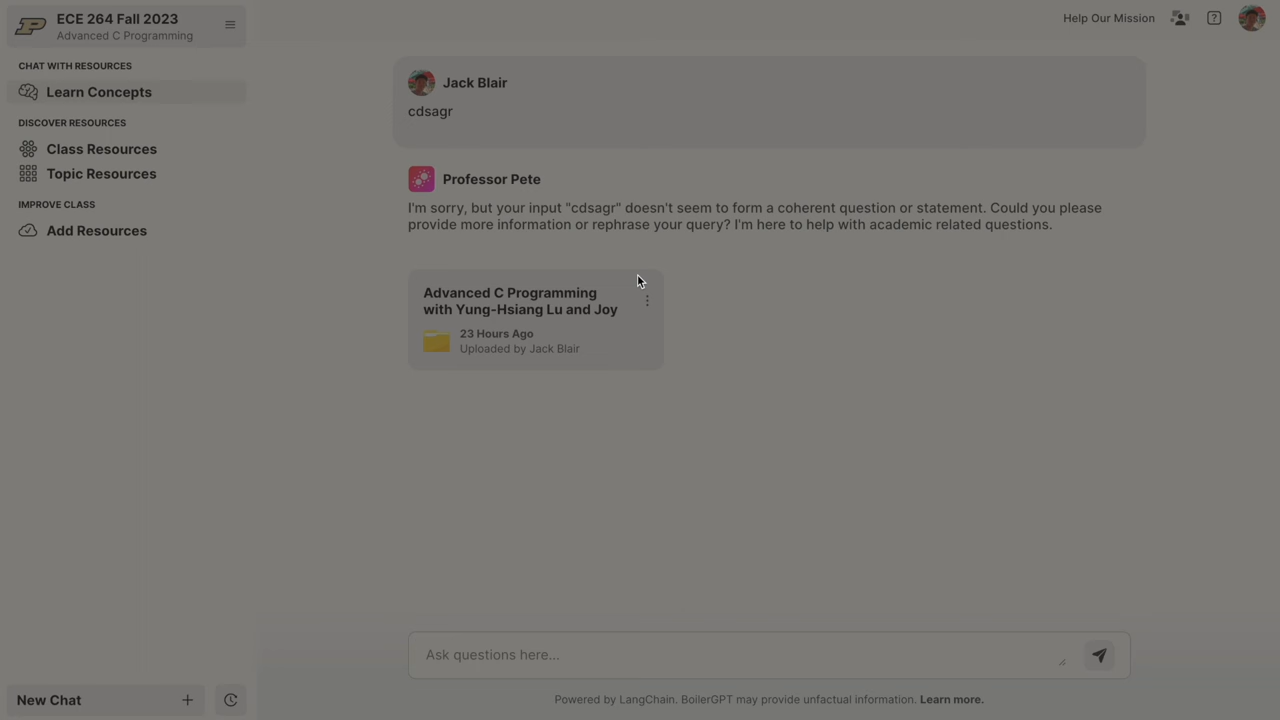 ECE 264 Fall 2023
Advanced C Programming
CHAT WITH RESOURCES
Learn Concepts
DISCOVER RESOURCES
Class Resources
Topic Resources
IMPROVE CLASS
Add Resources
New Chat
Help Our Mission
Jack Blair
cdsagr
Professor Pete
I'm sorry, but your input "cdsagr" doesn't seem to form a coherent question or statement. Could you please
provide more information or rephrase your query? I'm here to help with academic related questions.
Advanced C Programming
with Yung-Hsiang Lu and Joy
23 Hours Ago
Uploaded by Jack Blair
Ask questions here...
Powered by LangChain. BoilerGPT may provide unfactual information. Learn more.